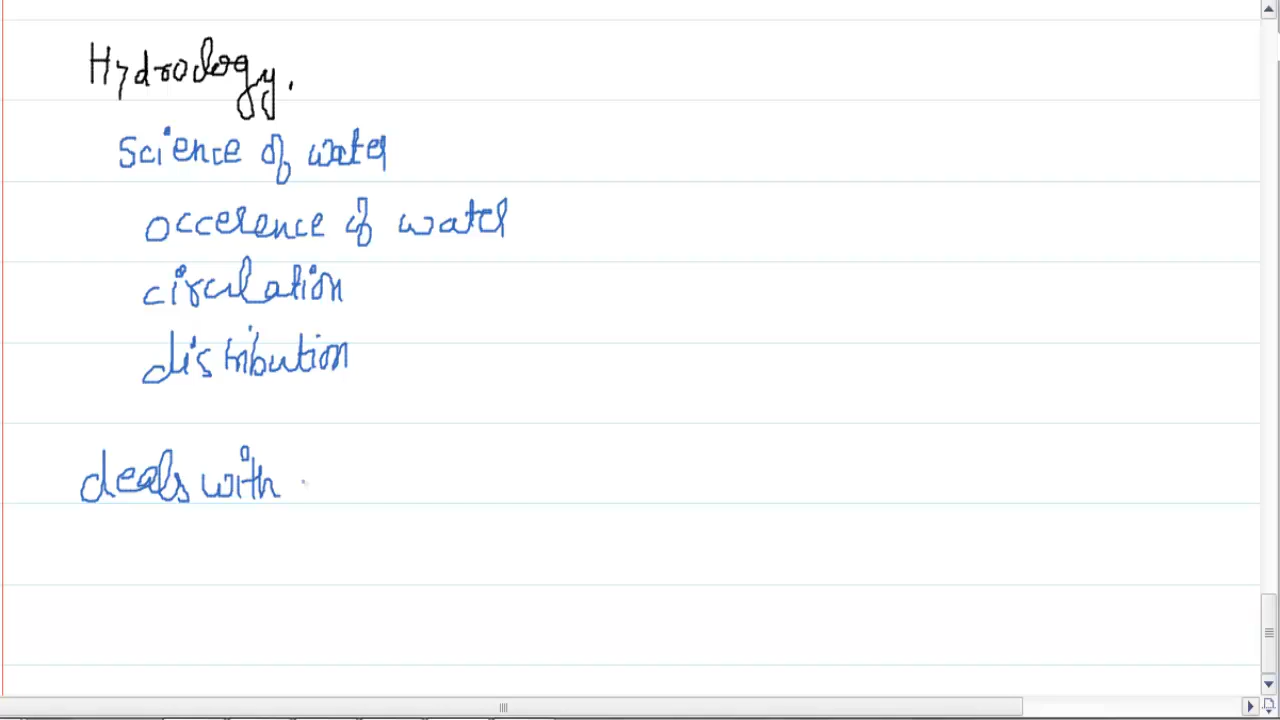 Hydrology.
Science of water
occerence of water
circulation
distribution
deals with